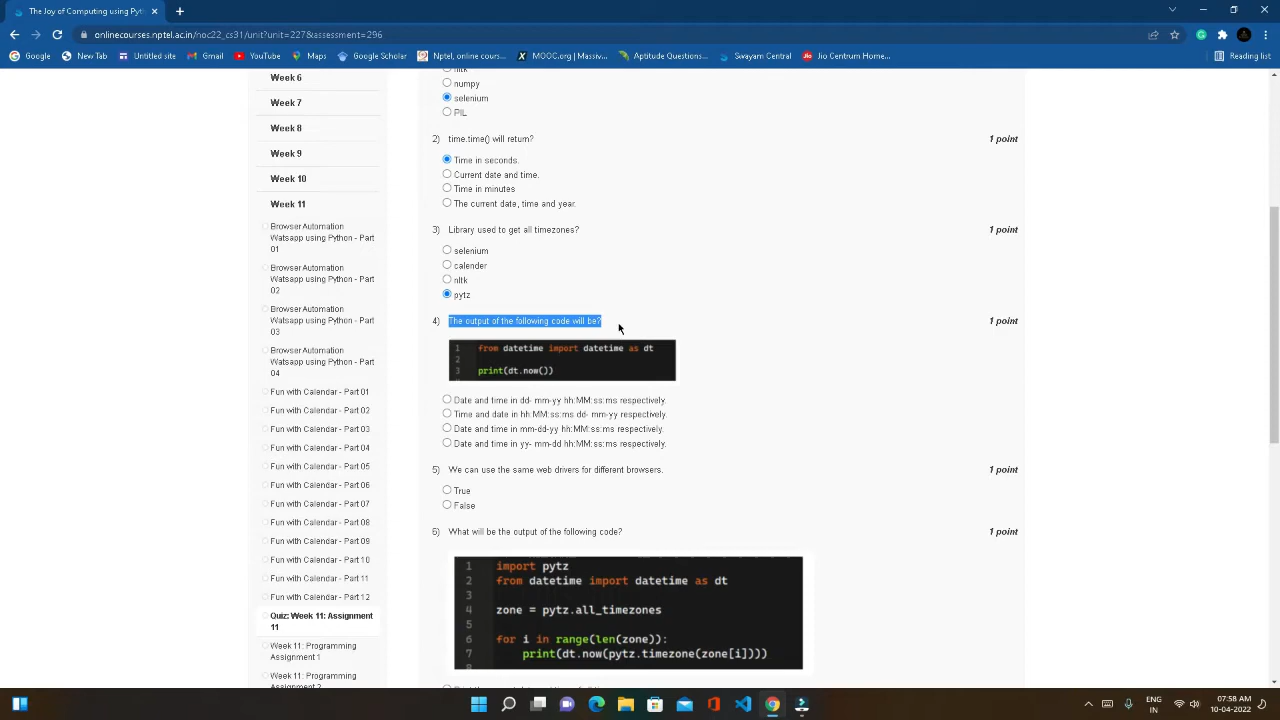 The Joy of Computing using Pyt
onlinecourses.nptel.ac.in/noc22_cs31/unit?unit=227&assessment=296
Google
New Tab
Untitled site
Gmail
YouTube
Maps
Google Scholar
Nptel, online cours...
MOOC.org | Massiv...
Aptitude Questions...
Swayam Central
Jio Centrum Home...
Reading list
Week 6
Week 7
Week 8
Week 9
Week 10
Week 11
Browser Automation
Watsapp using Python - Part
01
Browser Automation
Watsapp using Python - Part
02
Browser Automation
Watsapp using Python - Part
03
Browser Automation
Watsapp using Python - Part
04
Fun with Calendar - Part 01
Fun with Calendar - Part 02
Fun with Calendar - Part 03
Fun with Calendar - Part 04
Fun with Calendar - Part 05
Fun with Calendar - Part 06
Fun with Calendar - Part 07
Fun with Calendar - Part 08
Fun with Calendar - Part 09
Fun with Calendar - Part 10
Fun with Calendar - Part 11
Fun with Calendar - Part 12
Quiz: Week 11: Assignment
11
Week 11: Programming
Assignment 1
Week 11: Programming
Assignment 2
nltk
numpy
selenium
PIL
2) time.time() will return? 1 point
Time in seconds.
Current date and time.
Time in minutes
The current date, time and year.
3) Library used to get all timezones? 1 point
selenium
calender
nltk
pytz
4) The output of the following code will be? 1 point
1 from datetime import datetime as dt
2
3 print(dt.now())
Date and time in dd- mm-yy hh:MM:ss:ms respectively.
Time and date in hh:MM:ss:ms dd- mm-yy respectively.
Date and time in mm-dd-yy hh:MM:ss:ms respectively.
Date and time in yy- mm-dd hh:MM:ss:ms respectively.
5) We can use the same web drivers for different browsers. 1 point
True
False
6) What will be the output of the following code? 1 point
1 import pytz
2 from datetime import datetime as dt
3
4 zone = pytz.all_timezones
5
6 for i in range(len(zone)):
7 print(dt.now(pytz.timezone(zone[i])))
8
ENG
IN
07:58 AM
10-04-2022